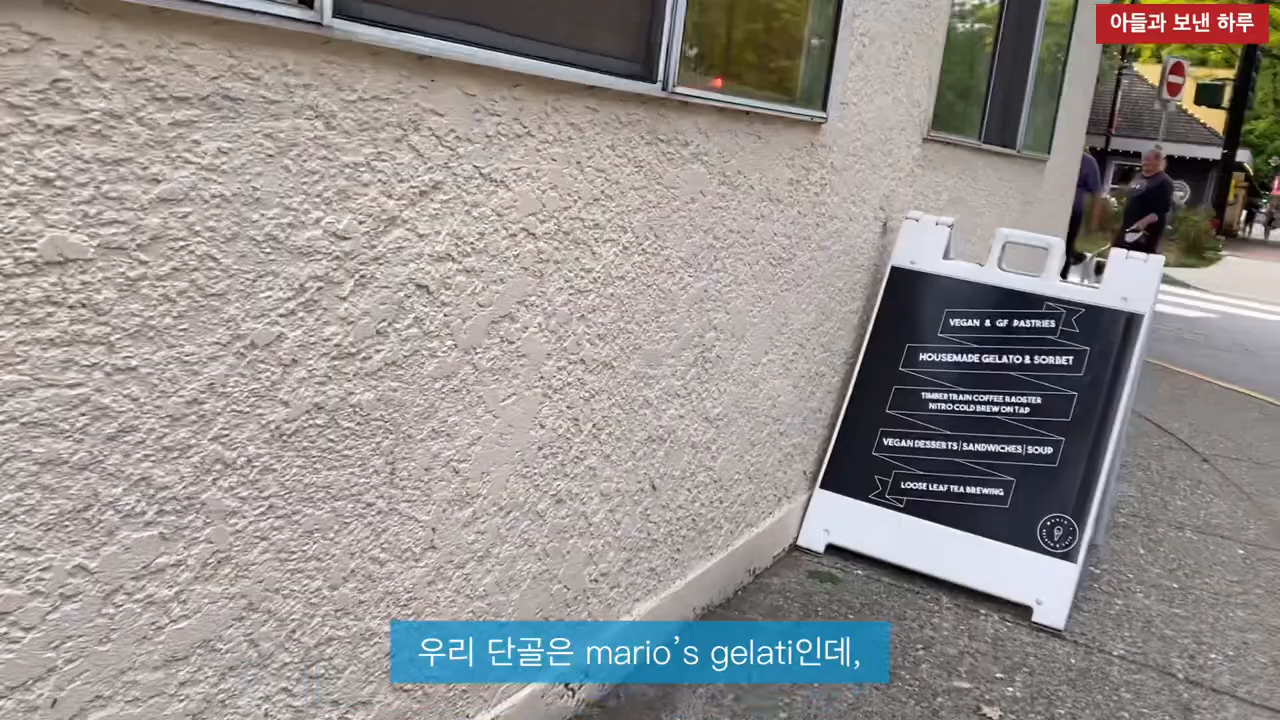 아들과 보낸 하루
VEGAN & GF PASTRIES
HOUSEMADE GELATO & SORBET
TIMBERTRAIN COFFEE RAOSTER
NITRO COLD BREW ON TAP
VEGAN DESSERTS | SANDWICHES | SOUP
LOOSE LEAF TEA BREWING
우리 단골은 mario's gelati인데,